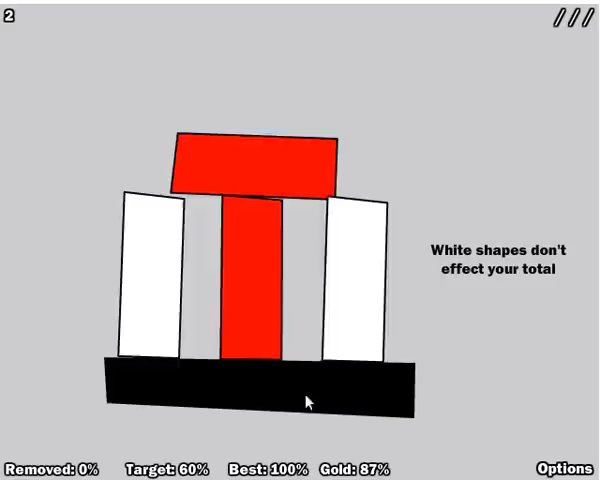 2
///
White shapes don't
effect your total
Removed: 0% Target: 60% Best: 100% Gold: 87%
Options